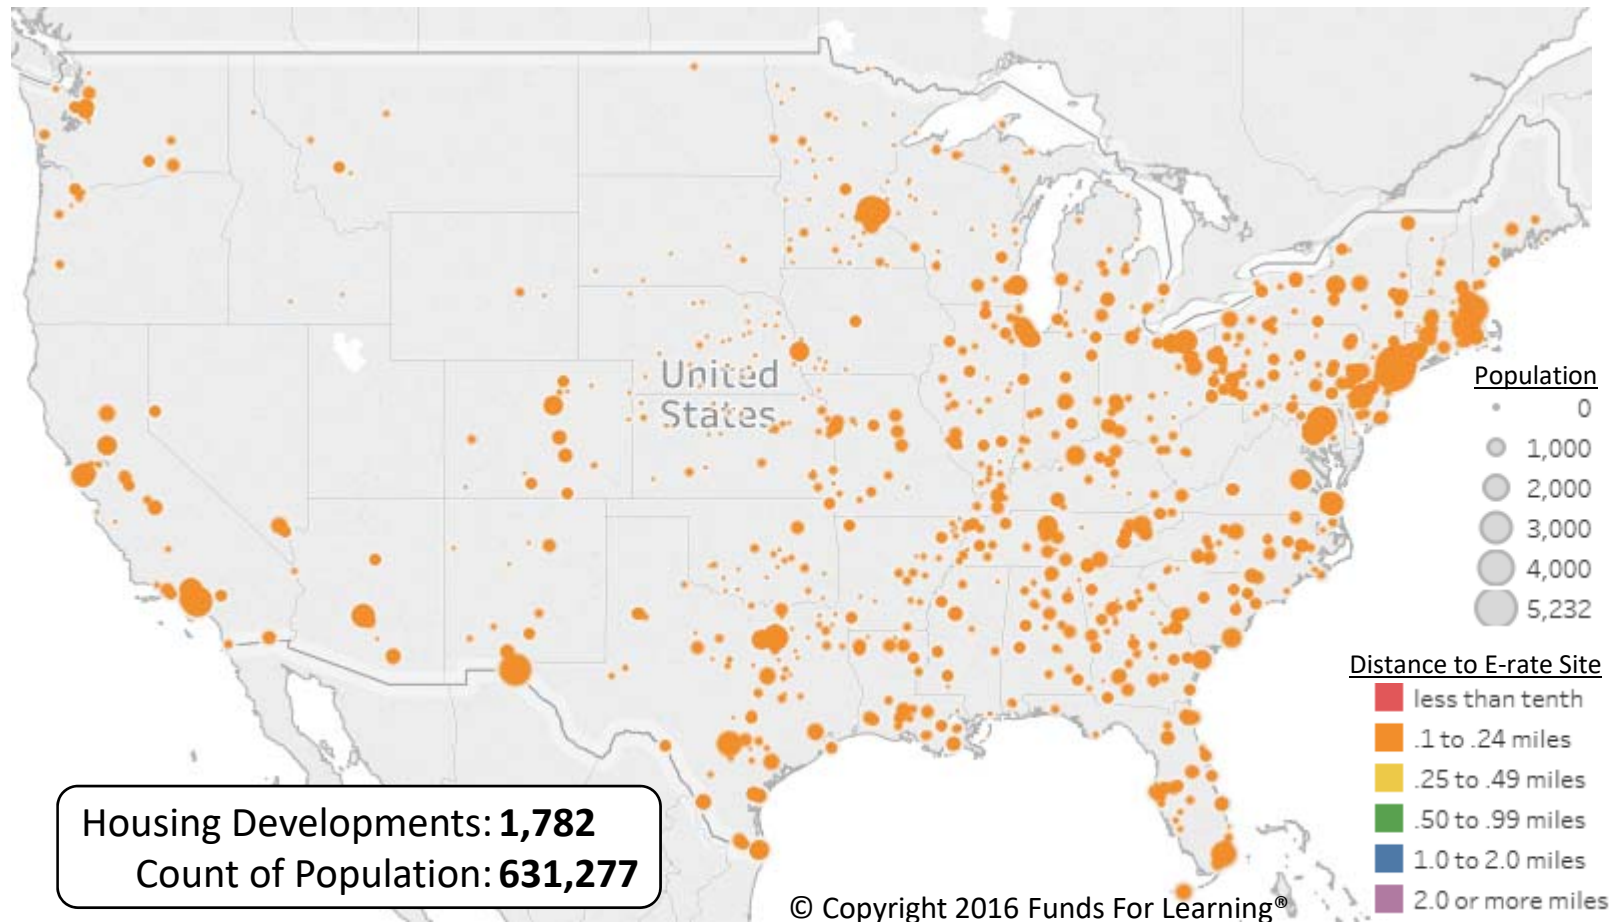 United
States
Population
0
1,000
2,000
3,000
4,000
5,232
Distance to E-rate Site
less than tenth
.1 to .24 miles
.25 to .49 miles
.50 to .99 miles
1.0 to 2.0 miles
2.0 or more miles
Housing Developments: 1,782
Count of Population: 631,277
© Copyright 2016 Funds For Learning®